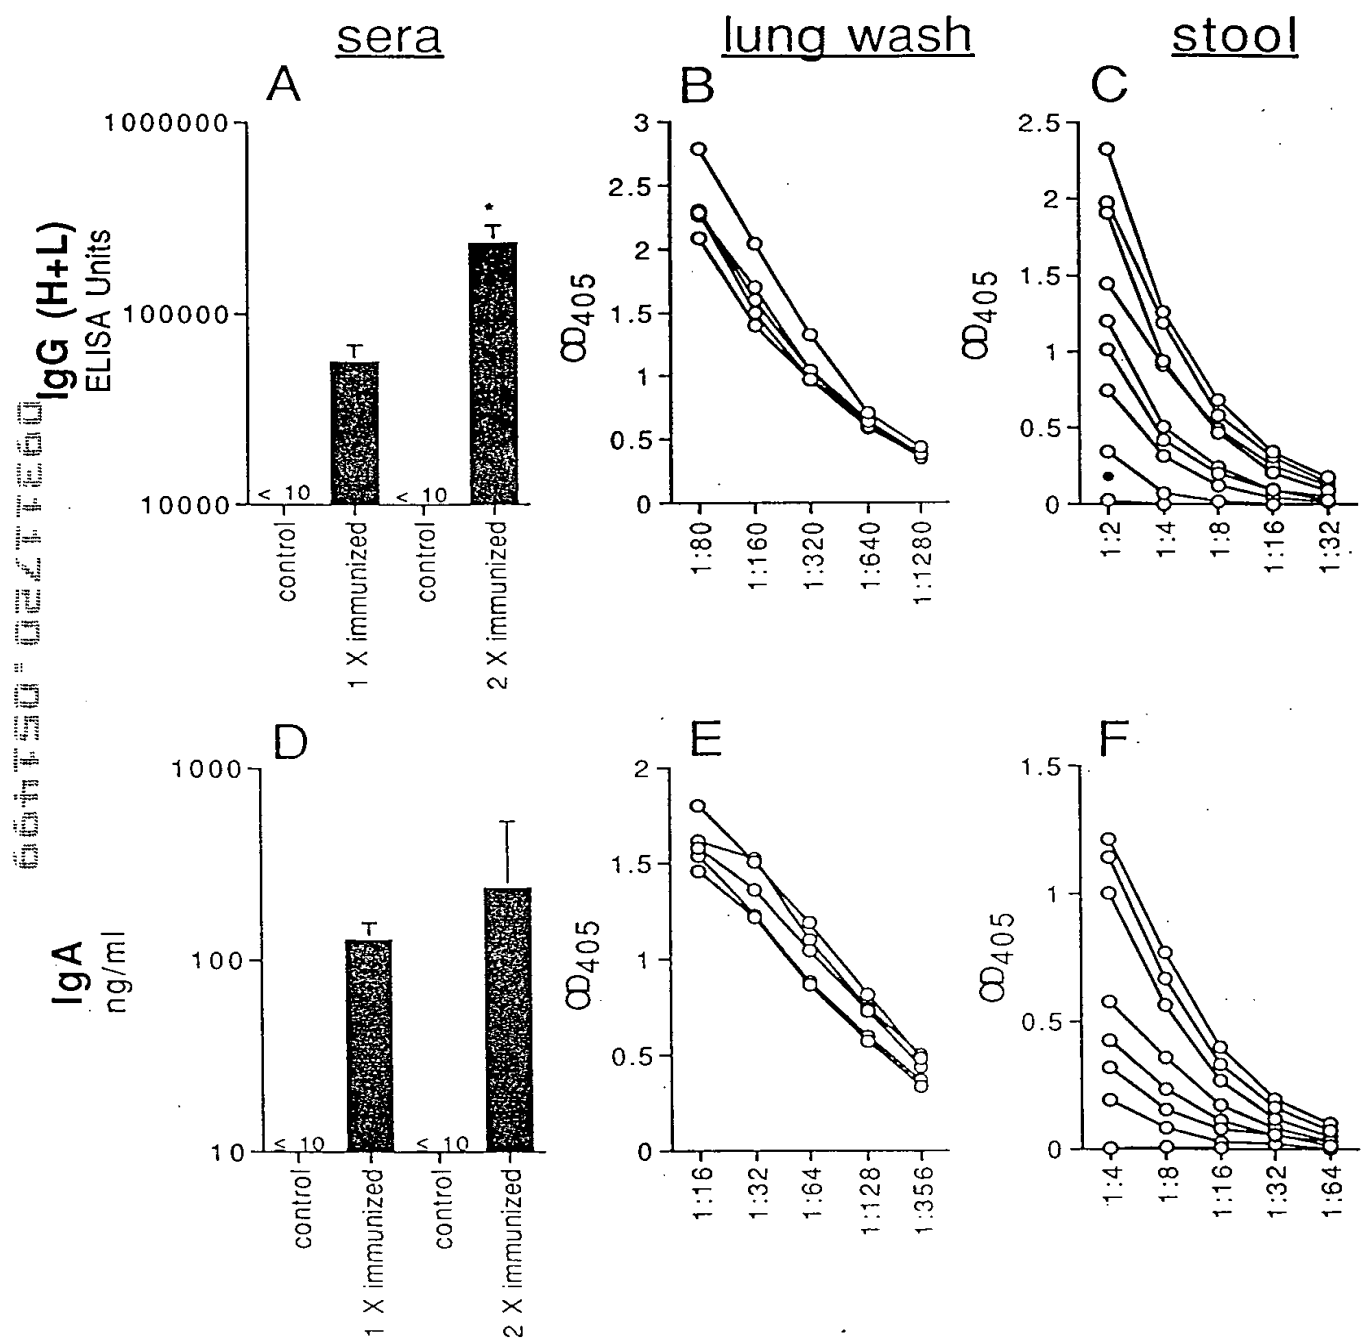 sera
lung wash
stool
A
B
C
IgG (H+L)
ELISA Units
1000000
100000
10000
< 10
< 10
control
1 X immunized
control
2 X immunized
*
OD405
3
2.5
2
1.5
1
0.5
0
1:80
1:160
1:320
1:640
1:1280
OD405
2.5
2
1.5
1
0.5
0
1:2
1:4
1:8
1:16
1:32
D
E
F
IgA
ng/ml
1000
100
10
< 10
< 10
control
1 X immunized
control
2 X immunized
OD405
2
1.5
1
0.5
0
1:16
1:32
1:64
1:128
1:356
OD405
1.5
1
0.5
0
1:4
1:8
1:16
1:32
1:64